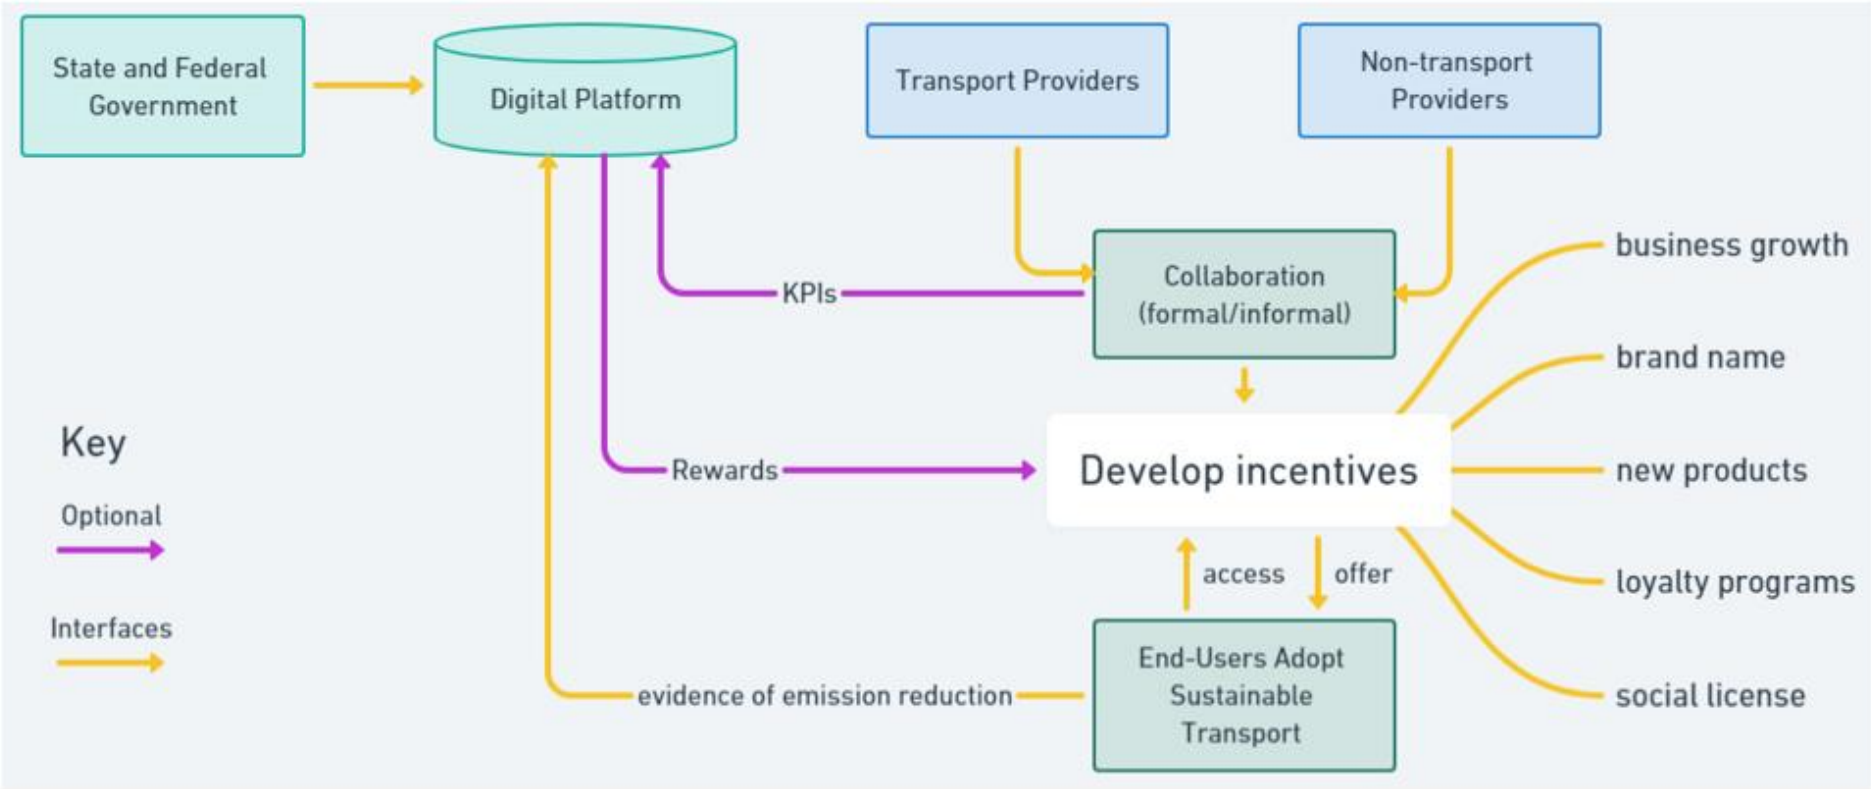 State and Federal
Government
Digital Platform
Transport Providers
Non-transport
Providers
Collaboration
(formal/informal)
KPIs
business growth
brand name
Key
Rewards
Develop incentives
new products
Optional
access
offer
loyalty programs
Interfaces
End-Users Adopt
Sustainable
Transport
evidence of emission reduction
social license